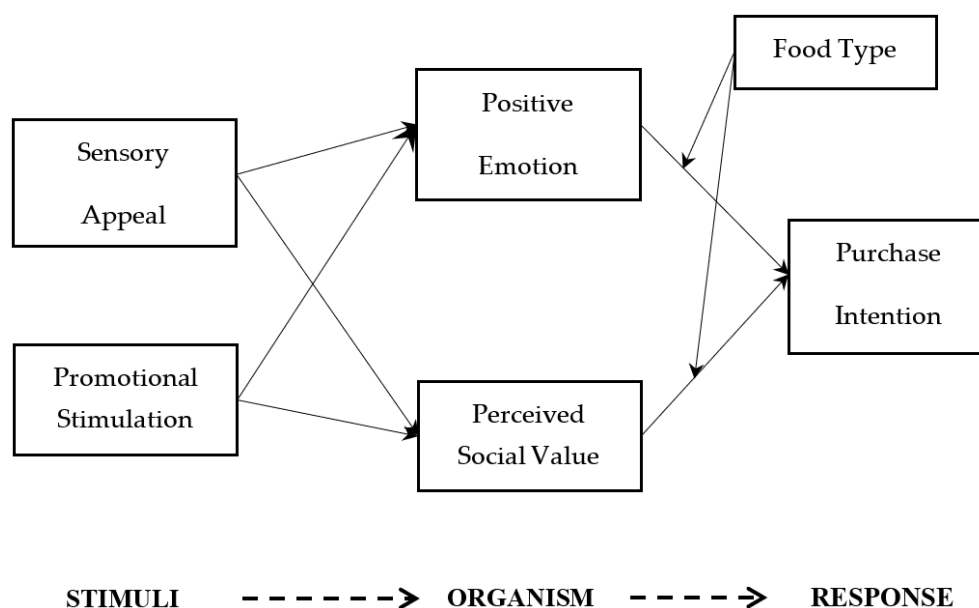 Food Type
Positive
Emotion
Sensory
Appeal
Purchase
Intention
Promotional
Stimulation
Perceived
Social Value
STIMULI
ORGANISM
RESPONSE